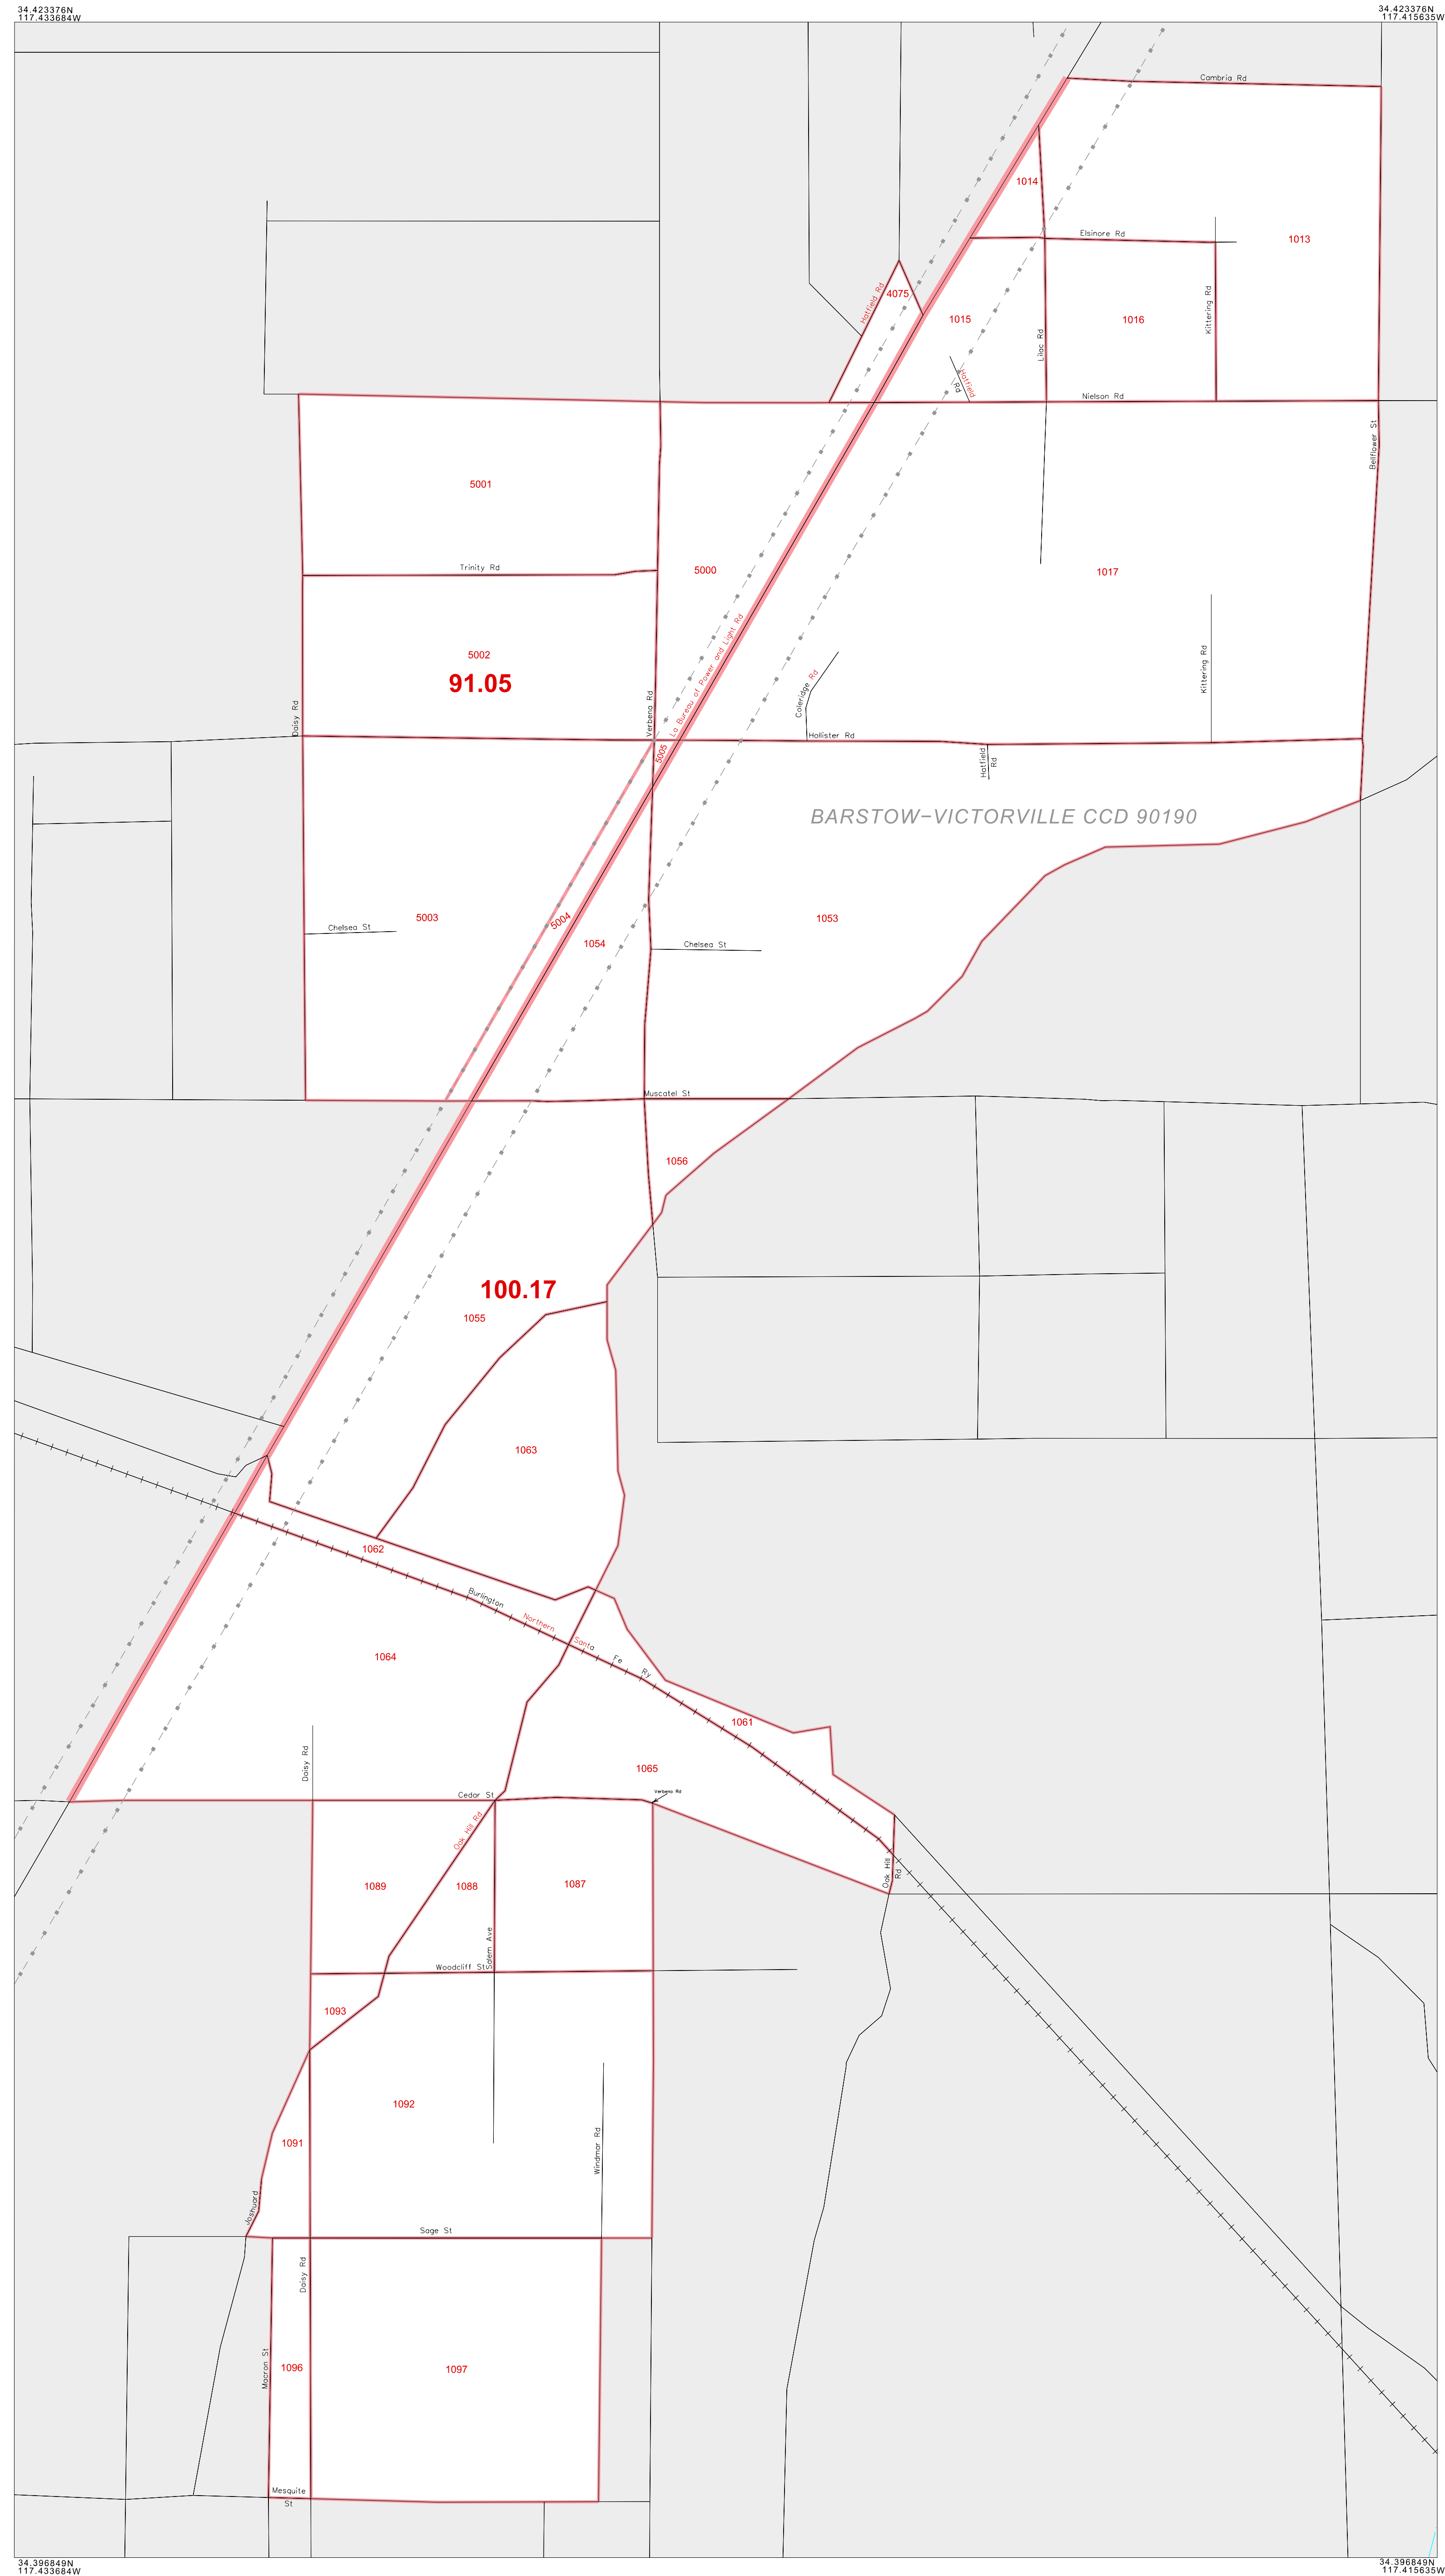 34.423376N
117.433684W
34.423376N
117.415635W
Cambria Rd
1014
Elsinore Rd
1013
Hatfield Rd
4075
1015
Lilac Rd
1016
Kittering Rd
Hatfield
Rd
Nielson Rd
Bellflower St
5001
Trinity Rd
5000
1017
La Bureau of Power and Light Rd
5002
91.05
Daisy Rd
Verbena Rd
Coleridge Rd
Kittering Rd
Hollister Rd
5005
Hatfield
Rd
BARSTOW-VICTORVILLE CCD 90190
5003
5004
1053
Chelsea St
1054
Chelsea St
Muscatel St
1056
100.17
1055
1063
1062
Burlington Northern Santa Fe Ry
1064
1061
Daisy Rd
1065
Cedar St
Verbena Rd
Oak Hill Rd
1089
1088
1087
Oak Hill
Rd
Salem Ave
Woodcliff St
1093
1092
1091
Windmar Rd
Joshuard
Sage St
Daisy Rd
Macron St
1096
1097
Mesquite
St
34.396849N
117.433684W
34.396849N
117.415635W